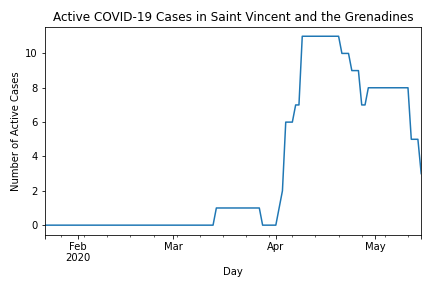 Active COVID-19 Cases in Saint Vincent and the Grenadines
Number of Active Cases
10
8
6
4
2
0
Feb Mar Apr May
2020
Day